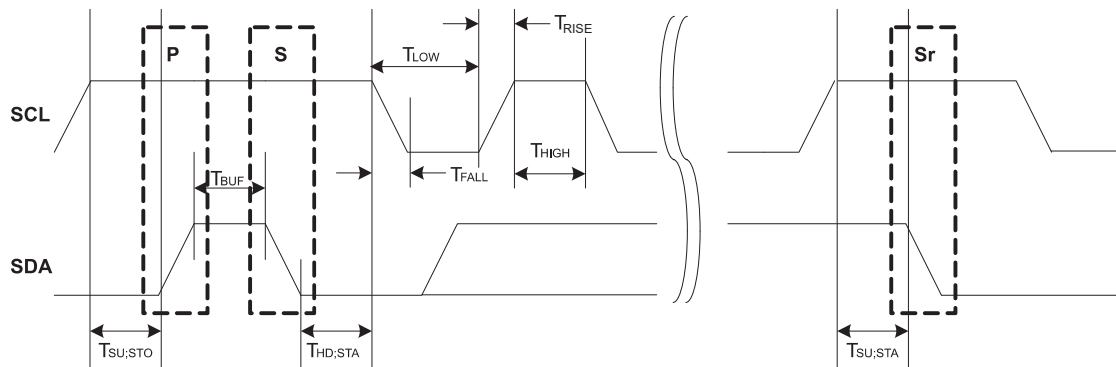 TRISE
P
S
TLOW
Sr
SCL
THIGH
TFALL
TBUF
SDA
TSU;STO
THD;STA
TSU;STA